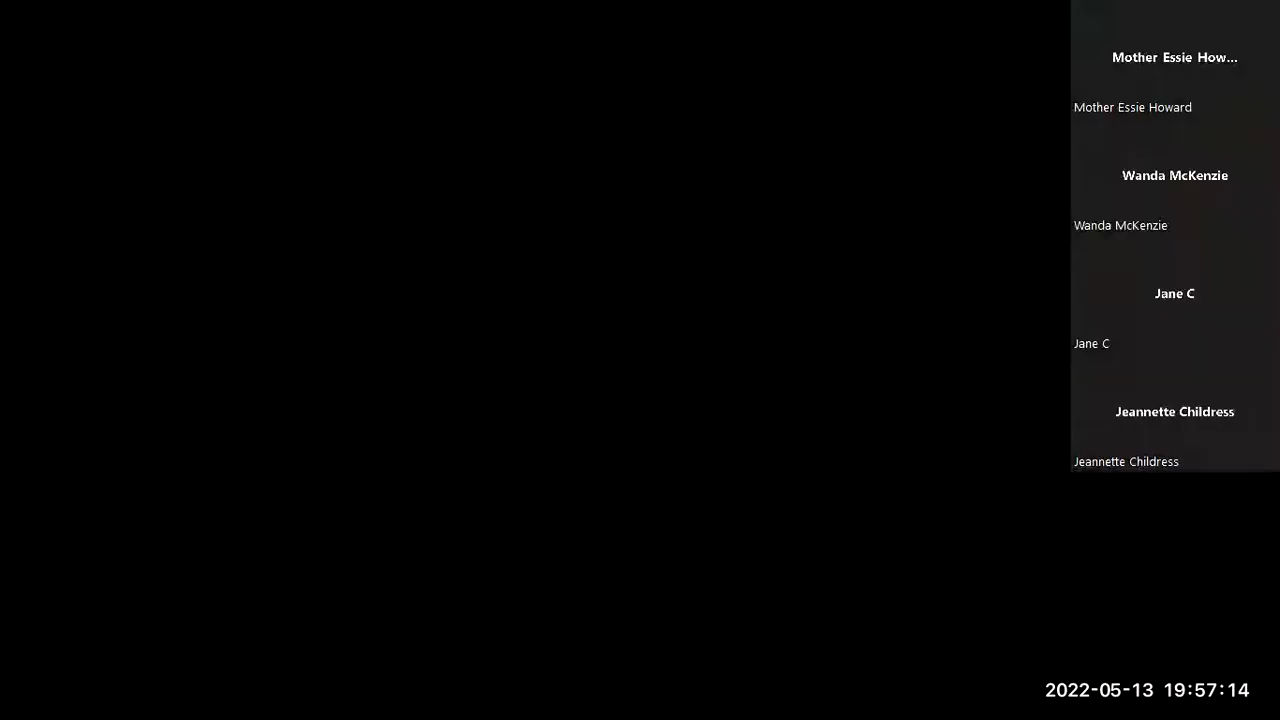 Mother Essie How...
Mother Essie Howard
Wanda McKenzie
Wanda McKenzie
Jane C
Jane C
Jeannette Childress
Jeannette Childress
2022-05-13 19:57:14